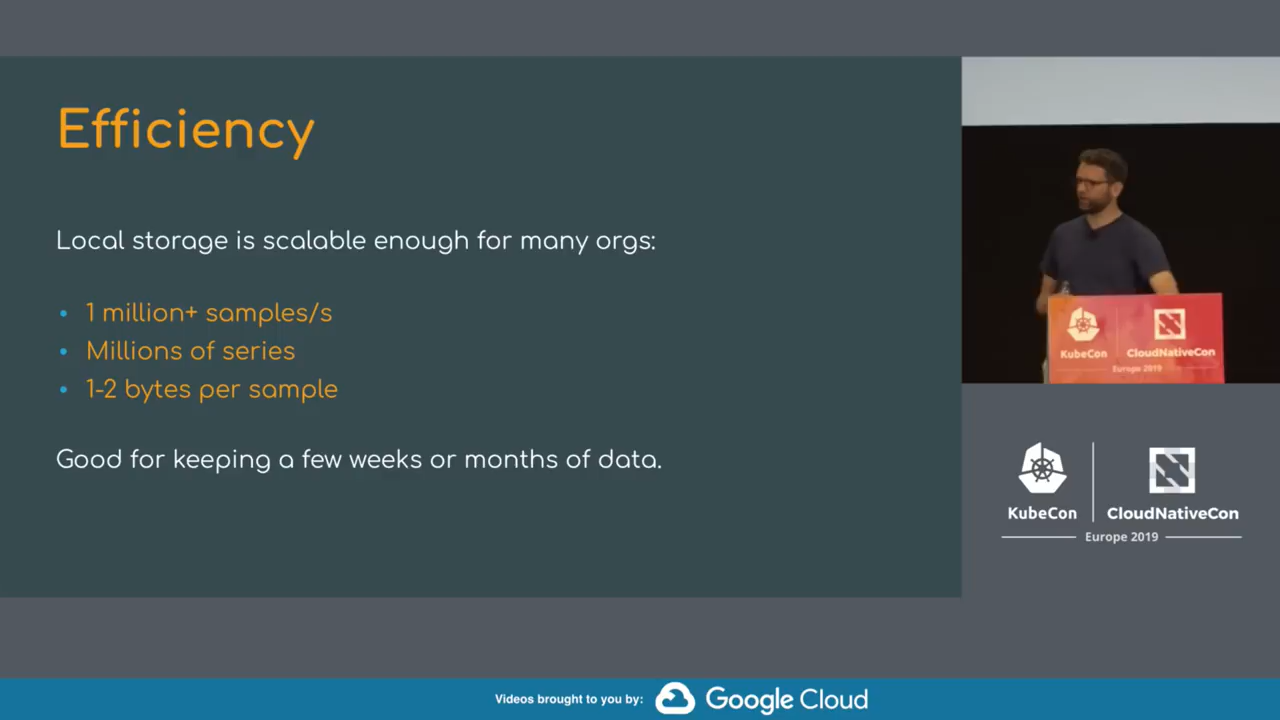 Efficiency
Local storage is scalable enough for many orgs:
• 1 million+ samples/s
• Millions of series
• 1-2 bytes per sample
Good for keeping a few weeks or months of data.
KubeCon
CloudNativeCon
Europe 2019
KubeCon
CloudNativeCon
Europe 2019
Videos brought to you by:
Google Cloud